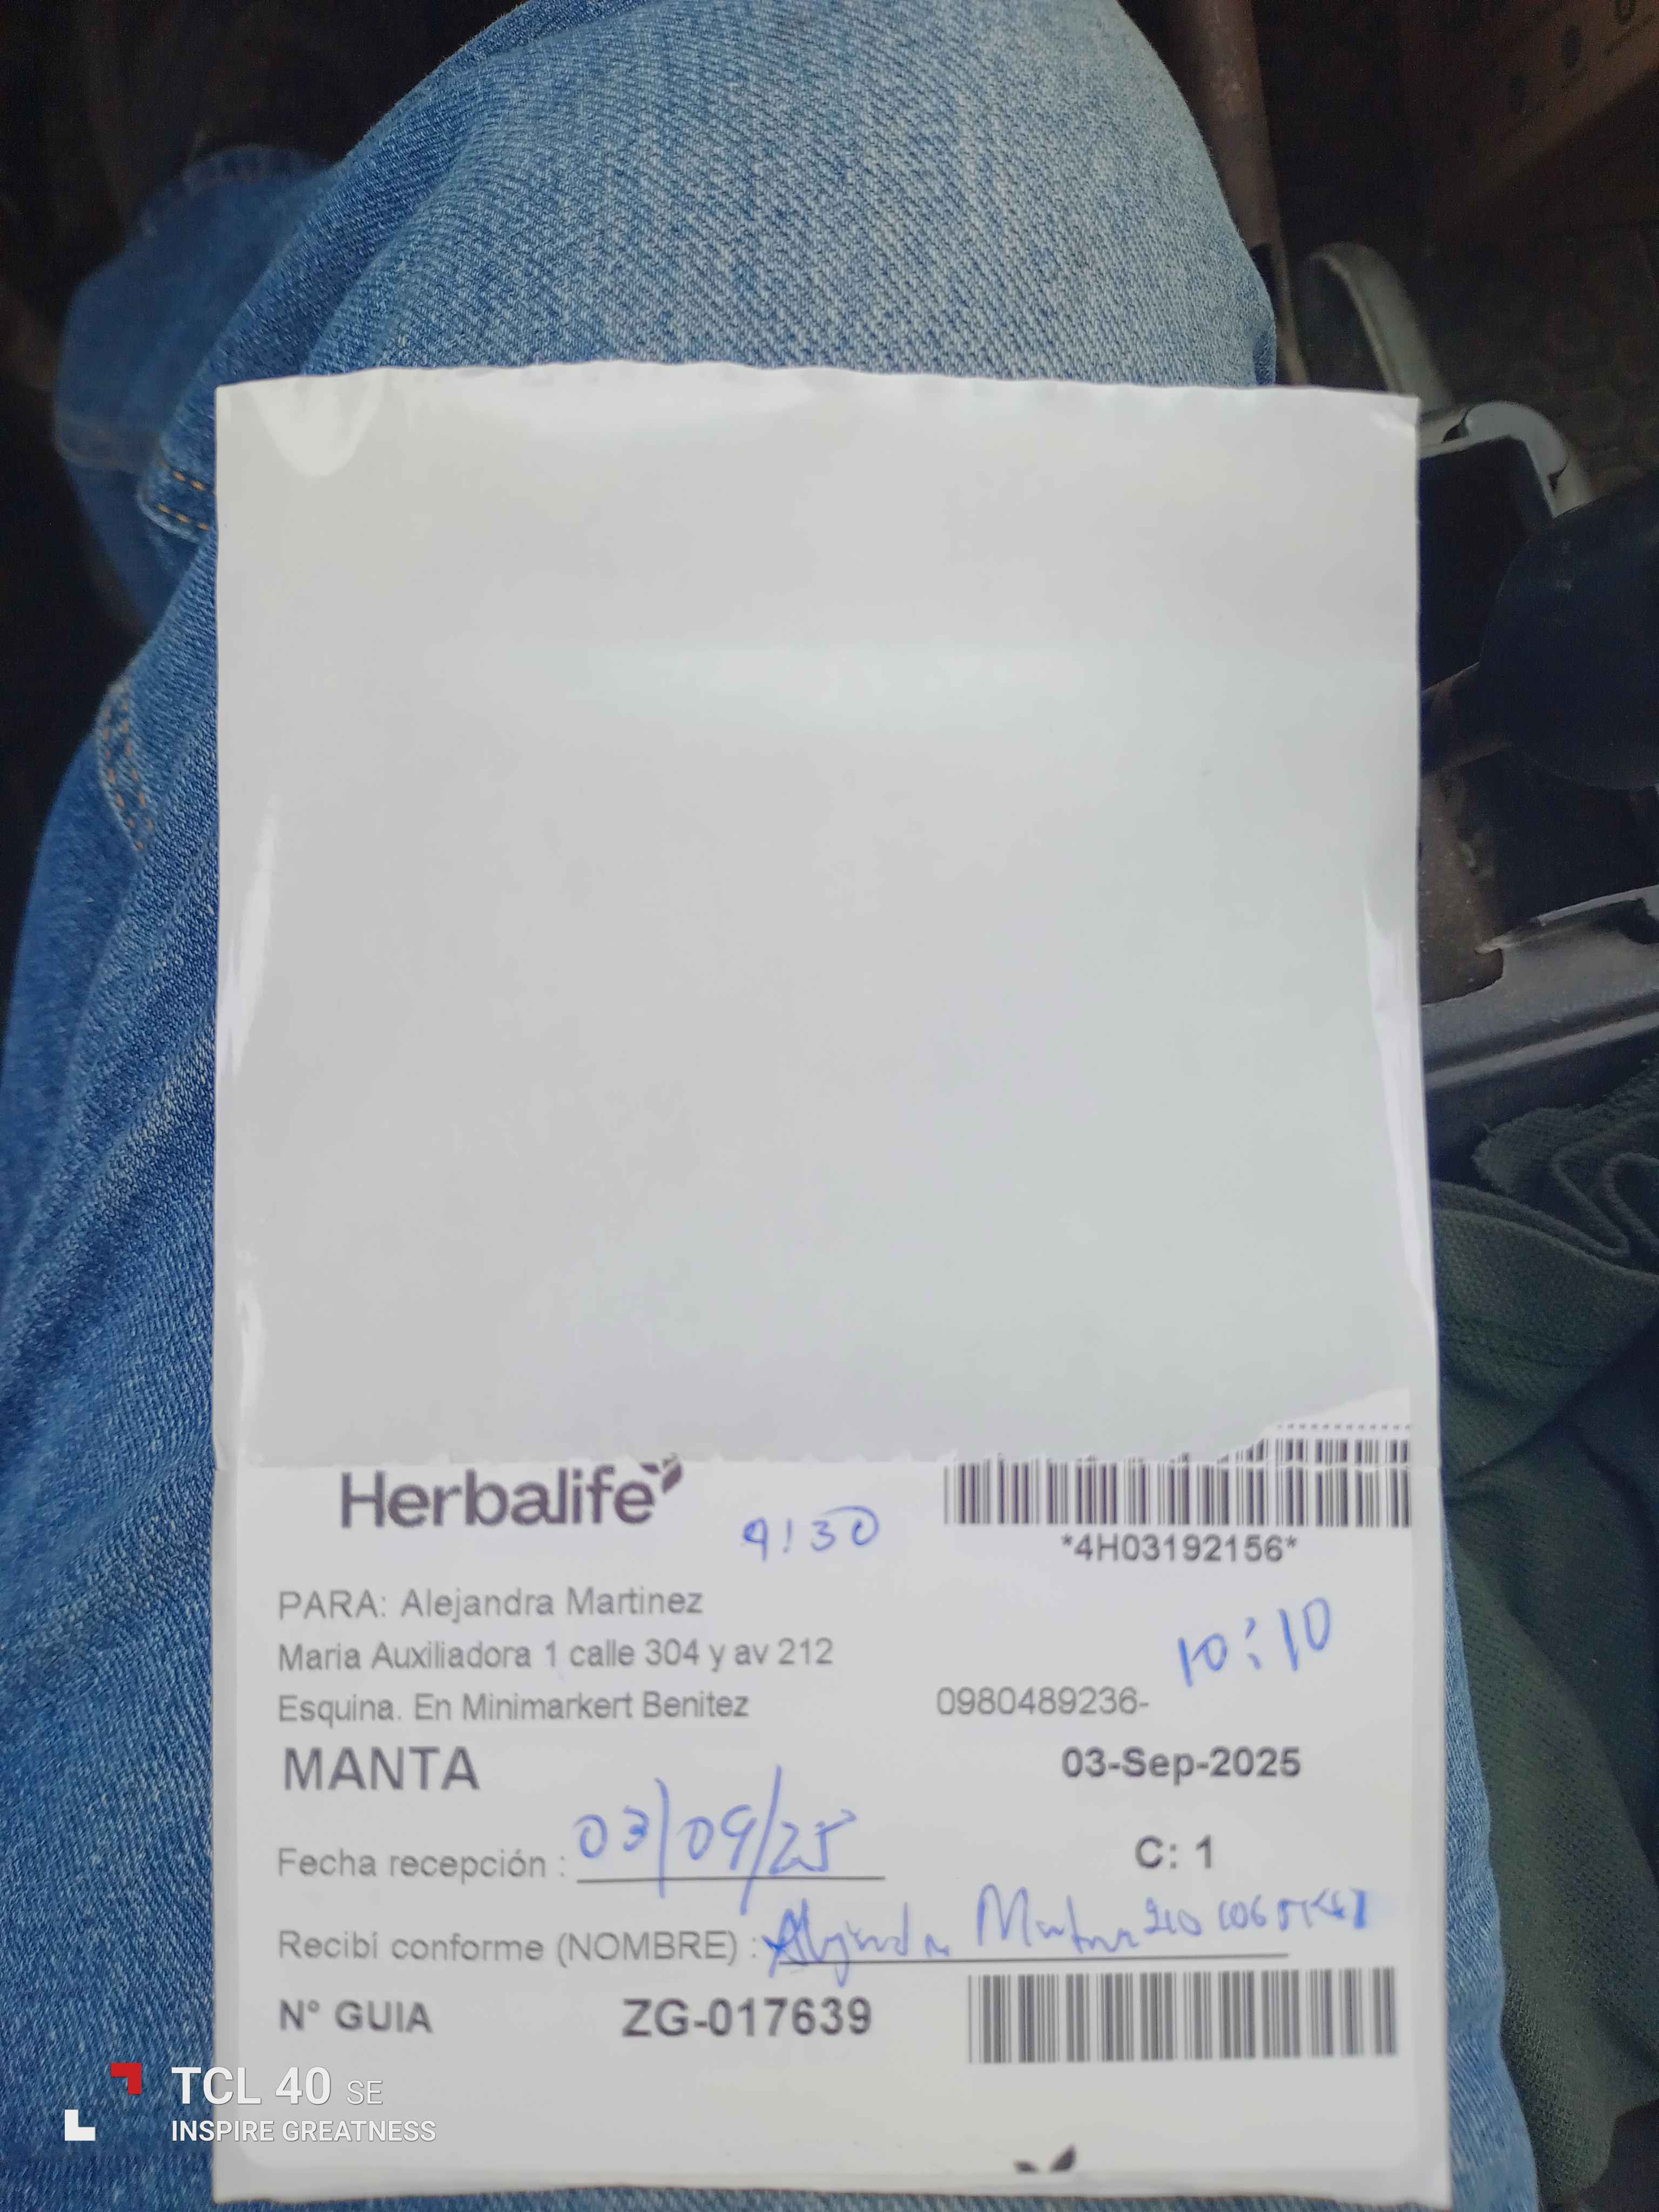 Herbalife
9:30
*4H03192156*
PARA: Alejandra Martinez
10:10
Maria Auxiliadora 1 calle 304 y av 212
Esquina. En Minimarkert Benitez 0980489236-
MANTA 03-Sep-2025
Fecha recepción : 03/09/25 C: 1
Recibí conforme (NOMBRE) : Alejandra
N° GUIA ZG-017639
TCL 40 SE
INSPIRE GREATNESS